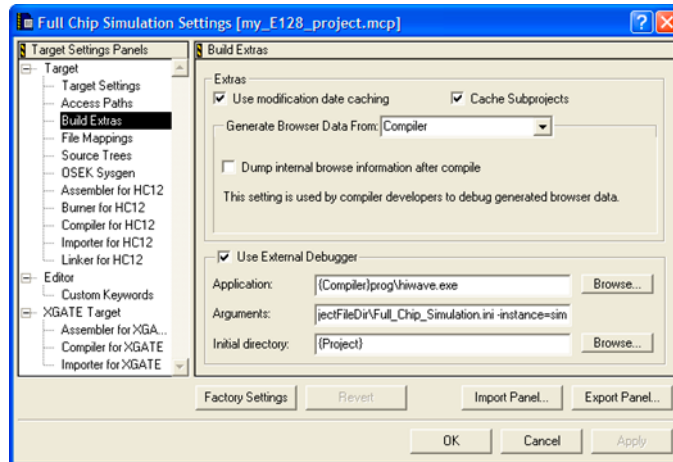 Full Chip Simulation Settings [my_E128_project.mcp]
Target Settings Panels
Target
Target Settings
Access Paths
Build Extras
File Mappings
Source Trees
OSEK Sysgen
Assembler for HC12
Burner for HC12
Compiler for HC12
Importer for HC12
Linker for HC12
Editor
Custom Keywords
XGATE Target
Assembler for XGA...
Compiler for XGATE
Importer for XGATE
Build Extras
Extras
Use modification date caching
Cache Subprojects
Generate Browser Data From:
Compiler
Dump internal browse information after compile
This setting is used by compiler developers to debug generated browser data.
Use External Debugger
Application:
{Compiler}prog\hiwave.exe
Browse...
Arguments:
jectFileDir\Full_Chip_Simulation.ini -instance=sim
Initial directory:
{Project}
Browse...
Factory Settings
Revert
Import Panel...
Export Panel...
OK
Cancel
Apply